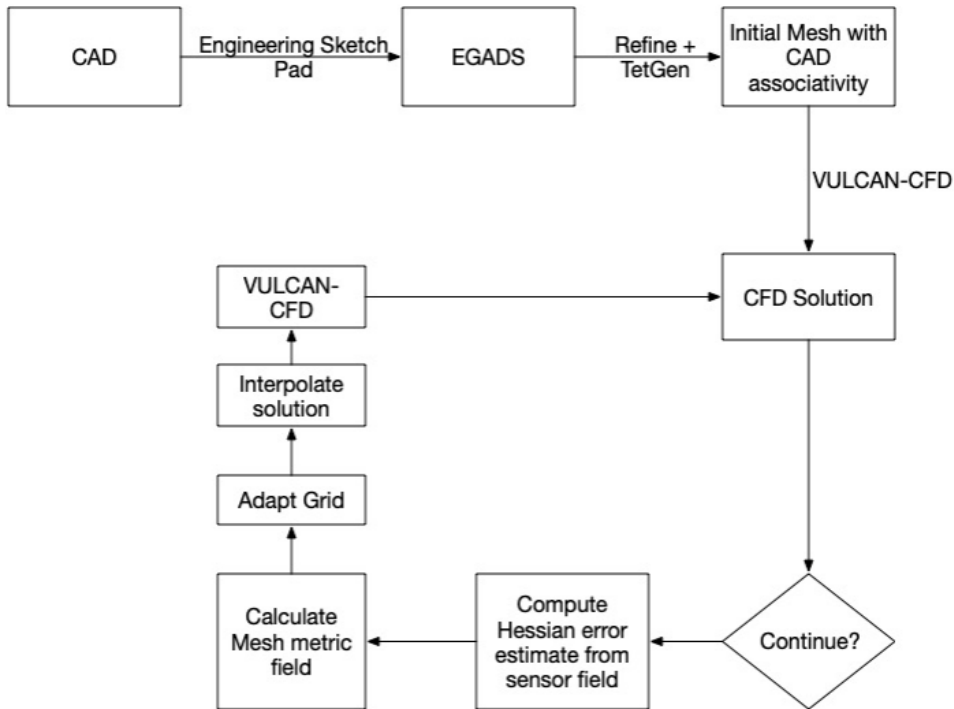 CAD
Engineering Sketch
Pad
EGADS
Refine +
TetGen
Initial Mesh with
CAD
associativity
VULCAN-CFD
VULCAN-
CFD
CFD Solution
Interpolate
solution
Adapt Grid
Calculate
Mesh metric
field
Compute
Hessian error
estimate from
sensor field
Continue?